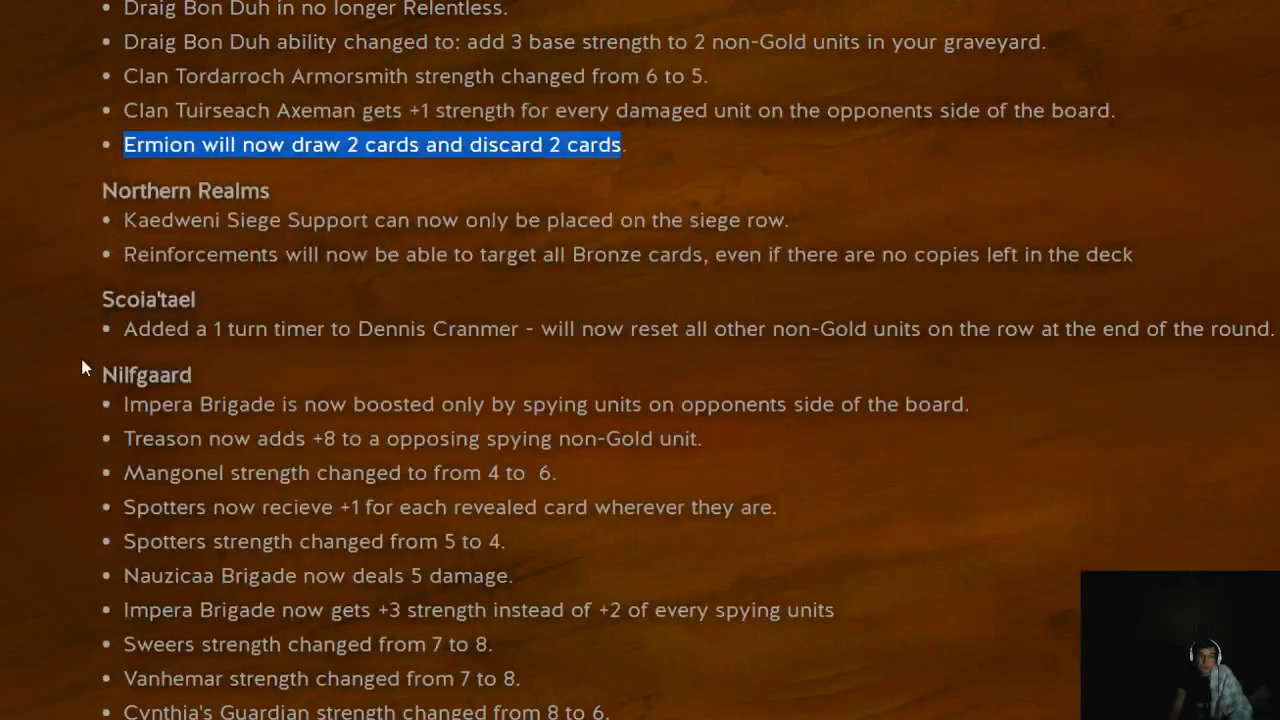 Draig Bon Duh in no longer Relentless.
Draig Bon Duh ability changed to: add 3 base strength to 2 non-Gold units in your graveyard.
Clan Tordarroch Armorsmith strength changed from 6 to 5.
Clan Tuirseach Axeman gets +1 strength for every damaged unit on the opponents side of the board.
Ermion will now draw 2 cards and discard 2 cards.
Northern Realms
Kaedweni Siege Support can now only be placed on the siege row.
Reinforcements will now be able to target all Bronze cards, even if there are no copies left in the deck
Scoia'tael
Added a 1 turn timer to Dennis Cranmer - will now reset all other non-Gold units on the row at the end of the round.
Nilfgaard
Impera Brigade is now boosted only by spying units on opponents side of the board.
Treason now adds +8 to a opposing spying non-Gold unit.
Mangonel strength changed to from 4 to 6.
Spotters now recieve +1 for each revealed card wherever they are.
Spotters strength changed from 5 to 4.
Nauzicaa Brigade now deals 5 damage.
Impera Brigade now gets +3 strength instead of +2 of every spying units
Sweers strength changed from 7 to 8.
Vanhemar strength changed from 7 to 8.
Cynthia's Guardian strength changed from 8 to 6.